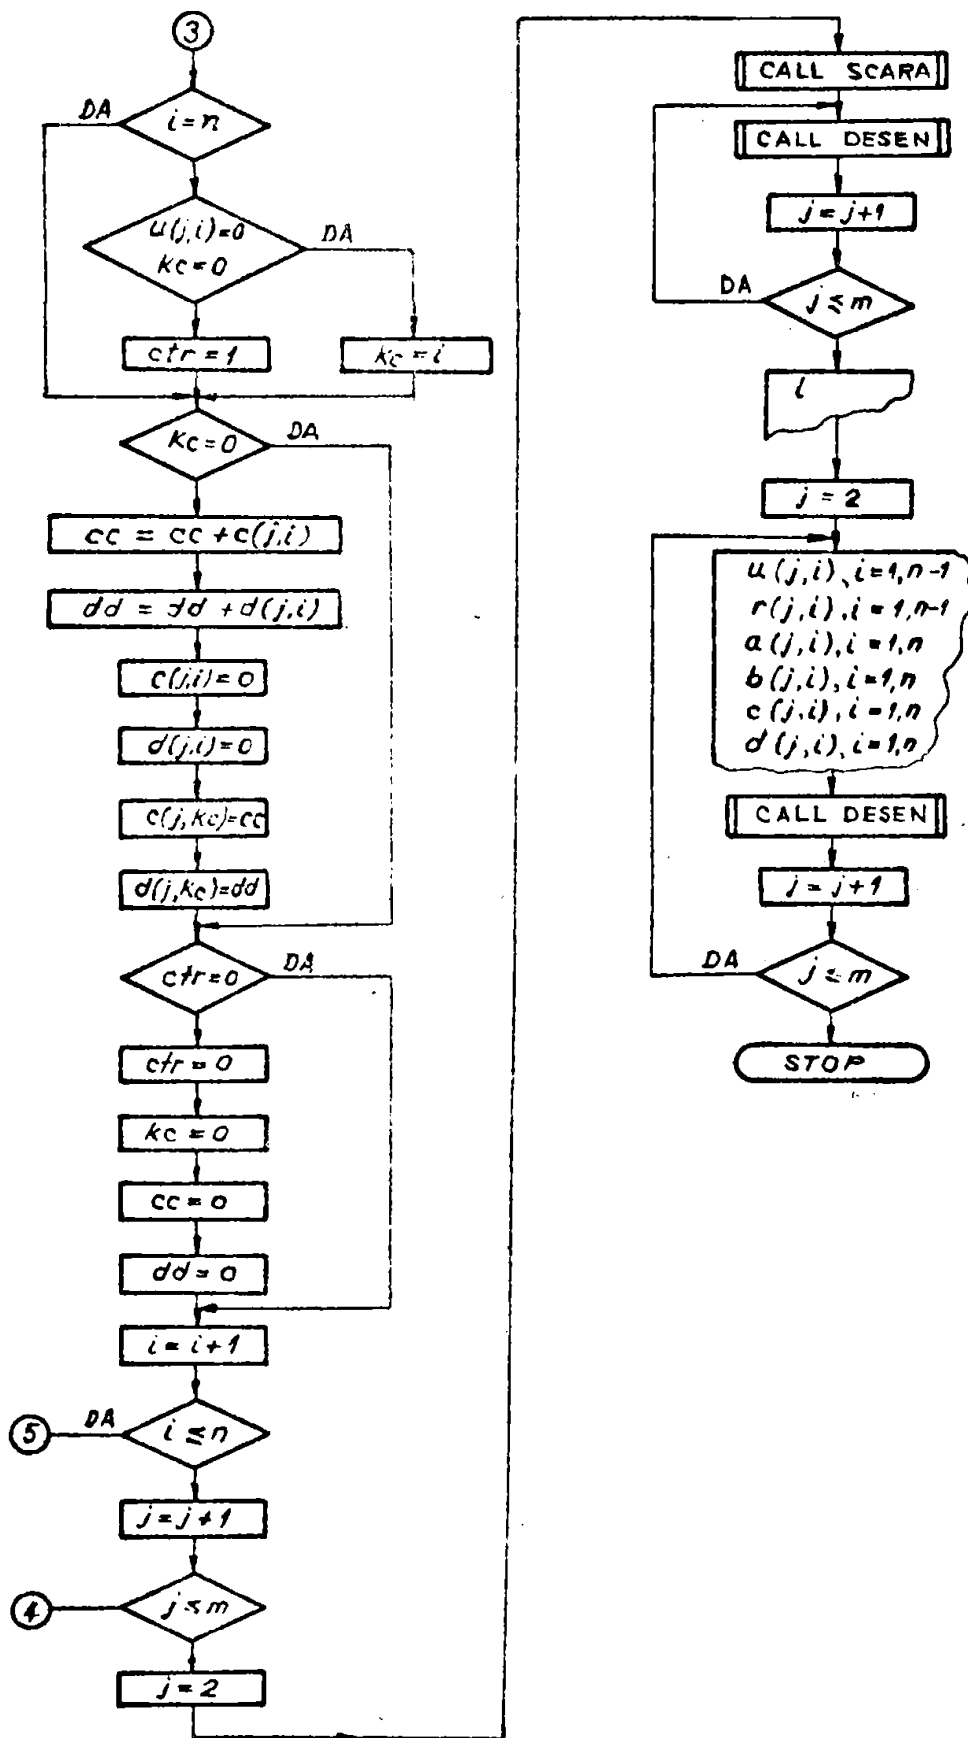 3
DA
i=n
u(j,i)=0
DA
kc=0
ctr=1
kc=i
kc=0
DA
cc = cc+c(j,i)
dd = dd+d(j,i)
c(j,i)=0
d(j,i)=0
c(j,kc)=cc
d(j,kc)=dd
ctr=0
DA
ctr=0
kc=0
cc=0
dd=0
i=i+1
5
DA
i≤n
j=j+1
4
j≤m
j=2
CALL SCARA
CALL DESEN
j=j+1
DA
j≤m
j=2
u(j,i),i=1,n-1
r(j,i),i=1,n-1
a(j,i),i=1,n
b(j,i),i=1,n
c(j,i),i=1,n
d(j,i),i=1,n
CALL DESEN
j=j+1
DA
j≤m
STOP